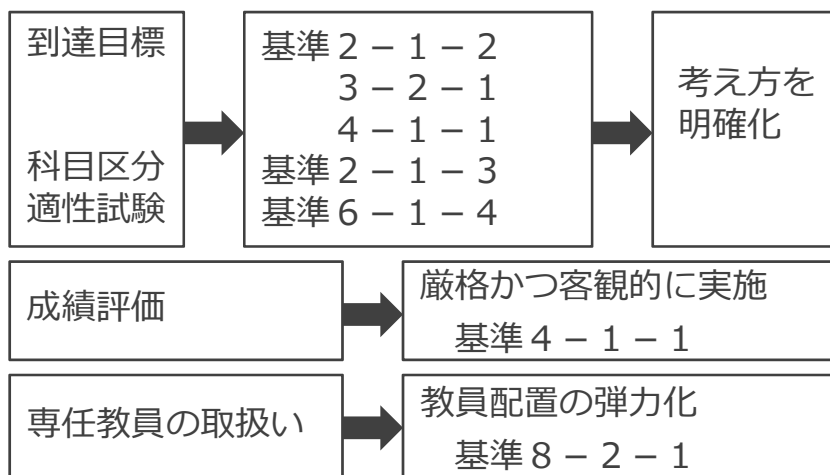 到達目標
科目区分
適性試験
基準２－１－２
３－２－１
４－１－１
基準２－１－３
基準６－１－４
考え方を
明確化
成績評価
厳格かつ客観的に実施
基準４－１－１
専任教員の取扱い
教員配置の弾力化
基準８－２－１